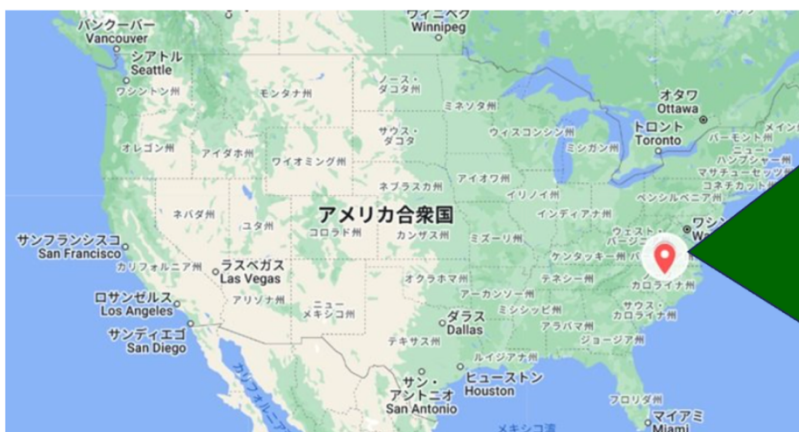 バンクーバー
Vancouver
ウィニペグ
Winnipeg
シアトル
Seattle
ワシントン州
モンタナ州
ノース・
ダコタ州
ミネソタ州
オタワ
Ottawa
オレゴン州
アイダホ州
ワイオミング州
サウス・
ダコタ
ウィスコンシン州
ミシガン州
トロント
Toronto
バーモント州
ニュー・
ハンプシャー州
マサチューセッツ
コネチカット州
ネブラスカ州
アイオワ州
イリノイ州
インディアナ州
ペンシルベニア州
ネバダ州
ユタ州
アメリカ合衆国
コロラド州
カンザス州
ミズーリ州
ウェスト
ケンタッキー州
サンフランシスコ
San Francisco
カリフォルニア州
ラスベガス
Las Vegas
オクラホマ州
テネシー州
カロライナ州
ロサンゼルス
Los Angeles
アリゾナ州
ニュー
メキシコ州
アーカンソー州
ミシシッピ州
サウス・
カロライナ州
サンディエゴ
San Diego
ダラス
Dallas
アラバマ州
ジョージア州
テキサス州
ルイジアナ州
サン・
アントニオ
San Antonio
ヒューストン
Houston
フロリダ州
マイアミ
Miami
メキシコ湾